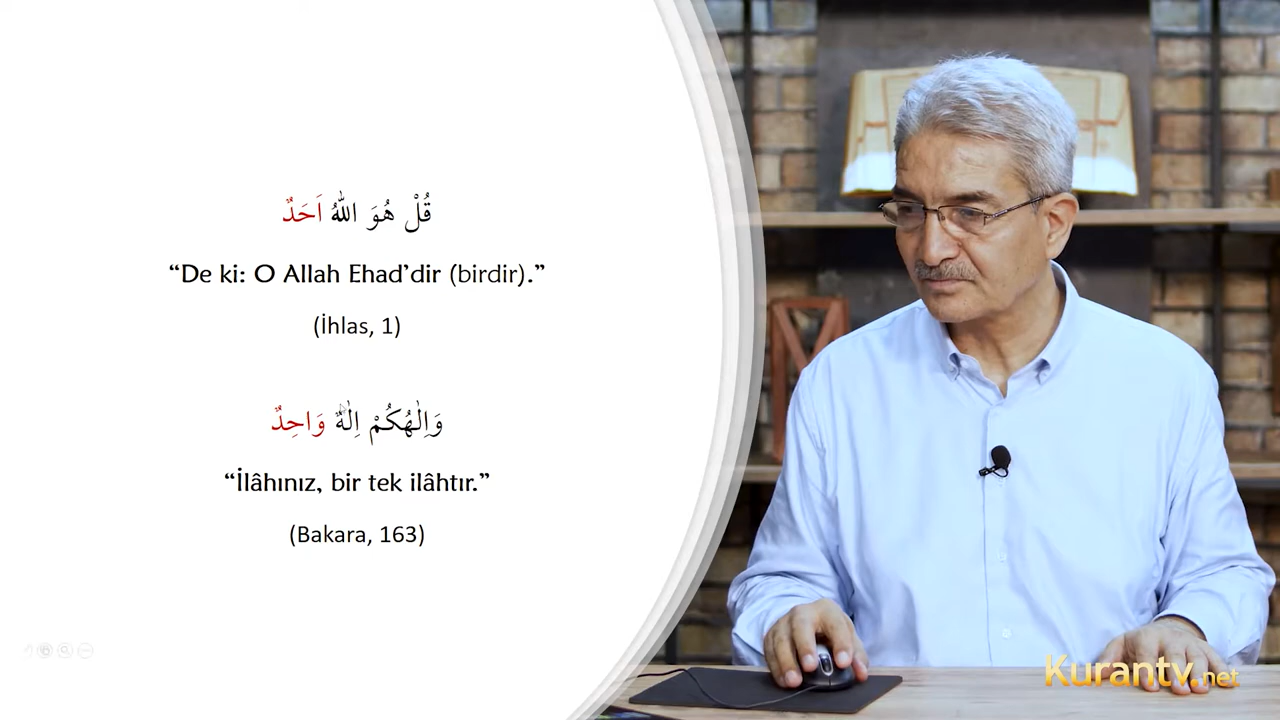 قُلْ هُوَ اللّٰهُ اَحَدٌ
“De ki: O Allah Ehad’dir (birdir).”
(İhlas, 1)
وَاِلٰهُكُمْ اِلٰهٌ وَاحِدٌ
“İlâhınız, bir tek ilâhtır.”
(Bakara, 163)
Kurantv.net